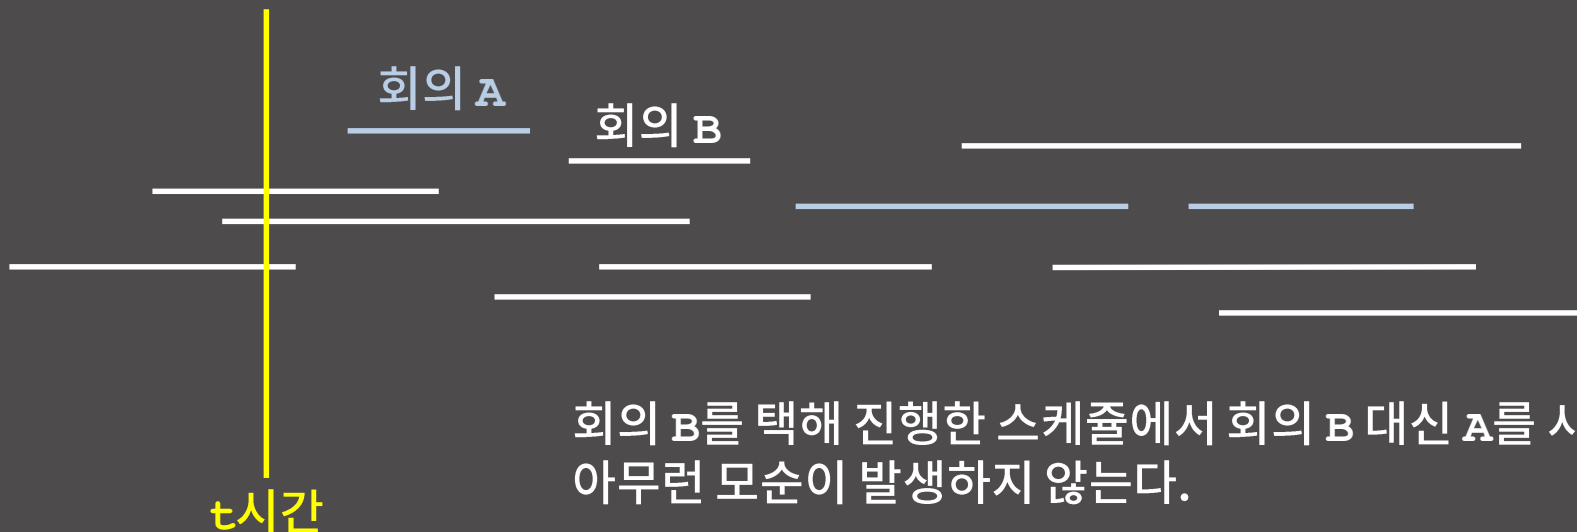 회의 A
회의 B
회의 B를 택해 진행한 스케쥴에서 회의 B 대신 A를
아무런 모순이 발생하지 않는다.
t시간